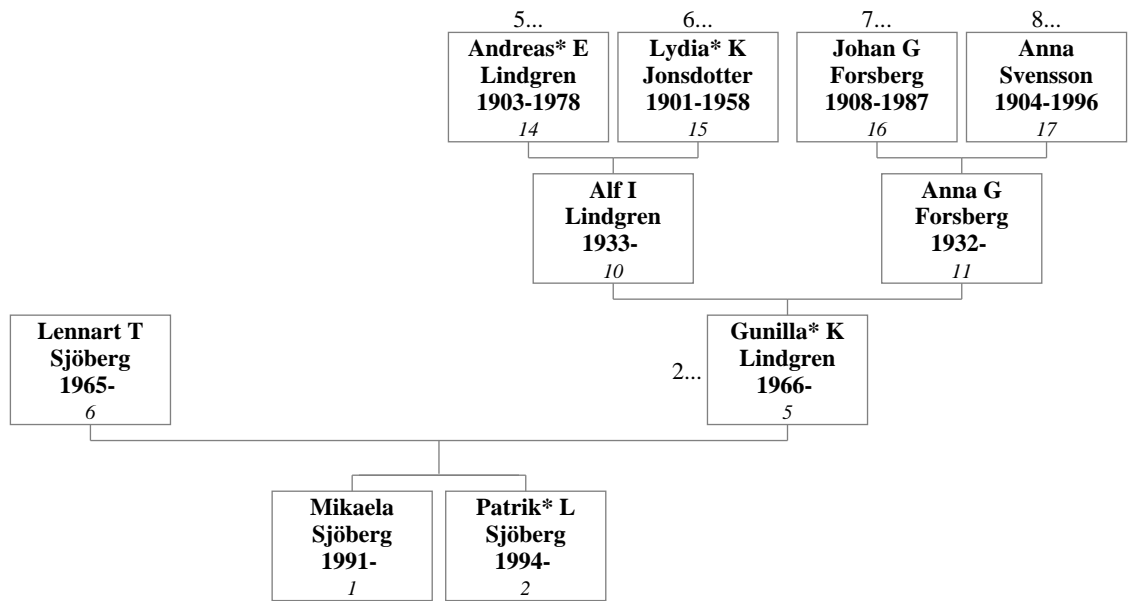 5...
6...
7...
8...
Andreas* E
Lindgren
1903-1978
14
Lydia* K
Jonsdotter
1901-1958
15
Johan G
Forsberg
1908-1987
16
Anna
Svensson
1904-1996
17
Alf I
Lindgren
1933-
10
Anna G
Forsberg
1932-
11
Lennart T
Sjöberg
1965-
6
2...
Gunilla* K
Lindgren
1966-
5
Mikaela
Sjöberg
1991-
1
Patrik* L
Sjöberg
1994-
2